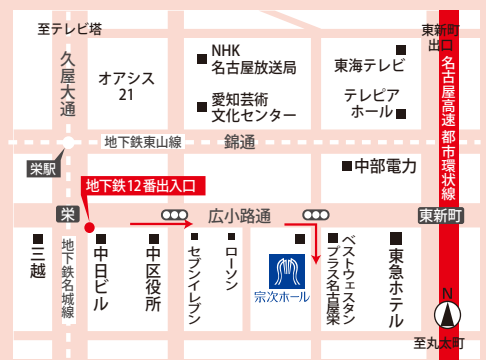 至テレビ塔
久屋大通
オアシス
21
NHK
名古屋放送局
愛知芸術
文化センター
東海テレビ
テレピア
ホール
東新町
出口
名古屋高速都市環状線
地下鉄東山線
錦通
栄駅
中部電力
地下鉄12番出入口
栄
広小路通
東新町
三越
地下鉄名城線
中日ビル
中区役所
セブンイレブン
ローソン
宗次ホール
ベストウェスタン
プラス名古屋栄
東急ホテル
N
至丸太町